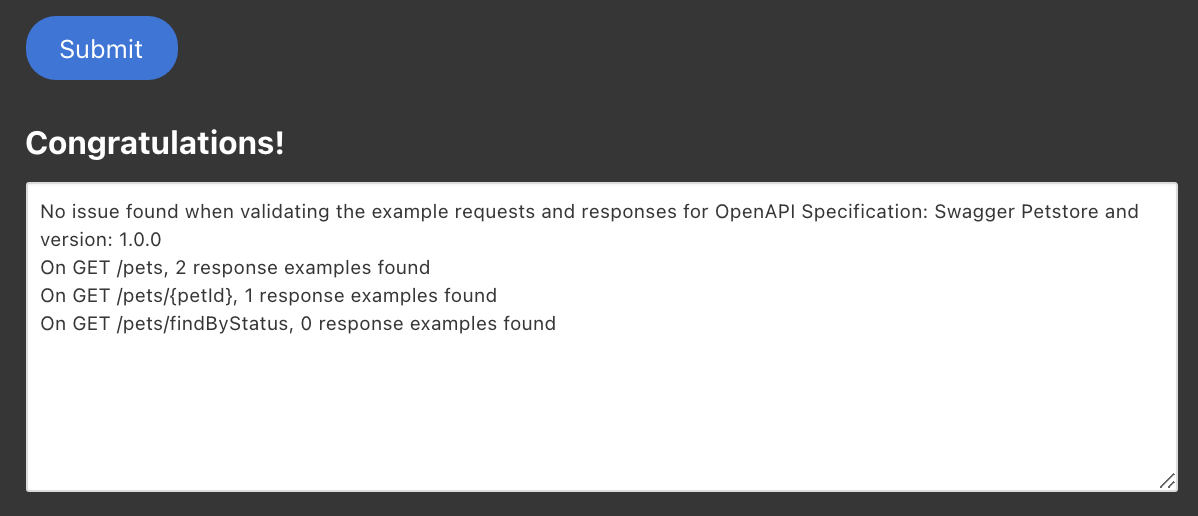 Submit
Congratulations!
No issue found when validating the example requests and responses for OpenAPI Specification: Swagger Petstore and
version: 1.0.0
On GET /pets, 2 response examples found
On GET /pets/{petId}, 1 response examples found
On GET /pets/findByStatus, 0 response examples found